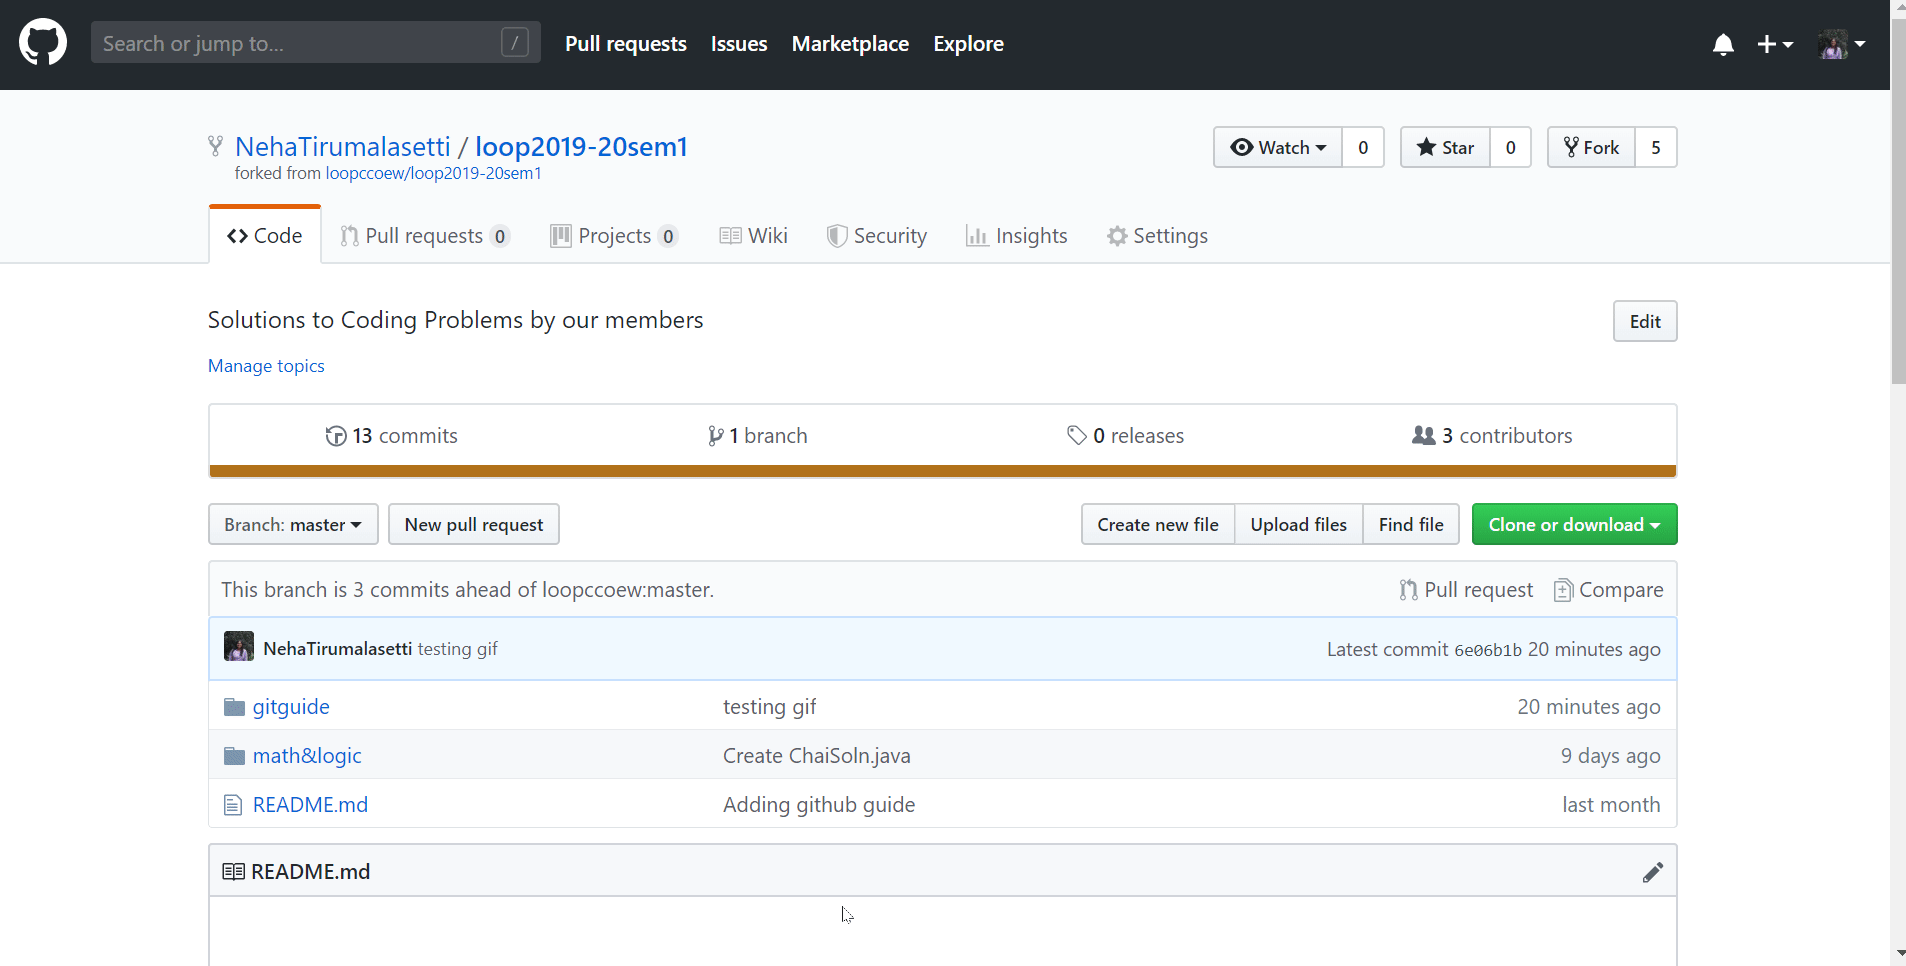 Search or jump to... /
Pull requests Issues Marketplace Explore
NehaTirumalasetti / loop2019-20sem1
forked from loopccoew/loop2019-20sem1
Watch 0 Star 0 Fork 5
Code Pull requests 0 Projects 0 Wiki Security Insights Settings
Solutions to Coding Problems by our members
Edit
Manage topics
13 commits 1 branch 0 releases 3 contributors
Branch: master New pull request Create new file Upload files Find file Clone or download
This branch is 3 commits ahead of loopccoew:master. Pull request Compare
NehaTirumalasetti testing gif Latest commit 6e06b1b 20 minutes ago
gitguide testing gif 20 minutes ago
math&logic Create ChaiSoln.java 9 days ago
README.md Adding github guide last month
README.md